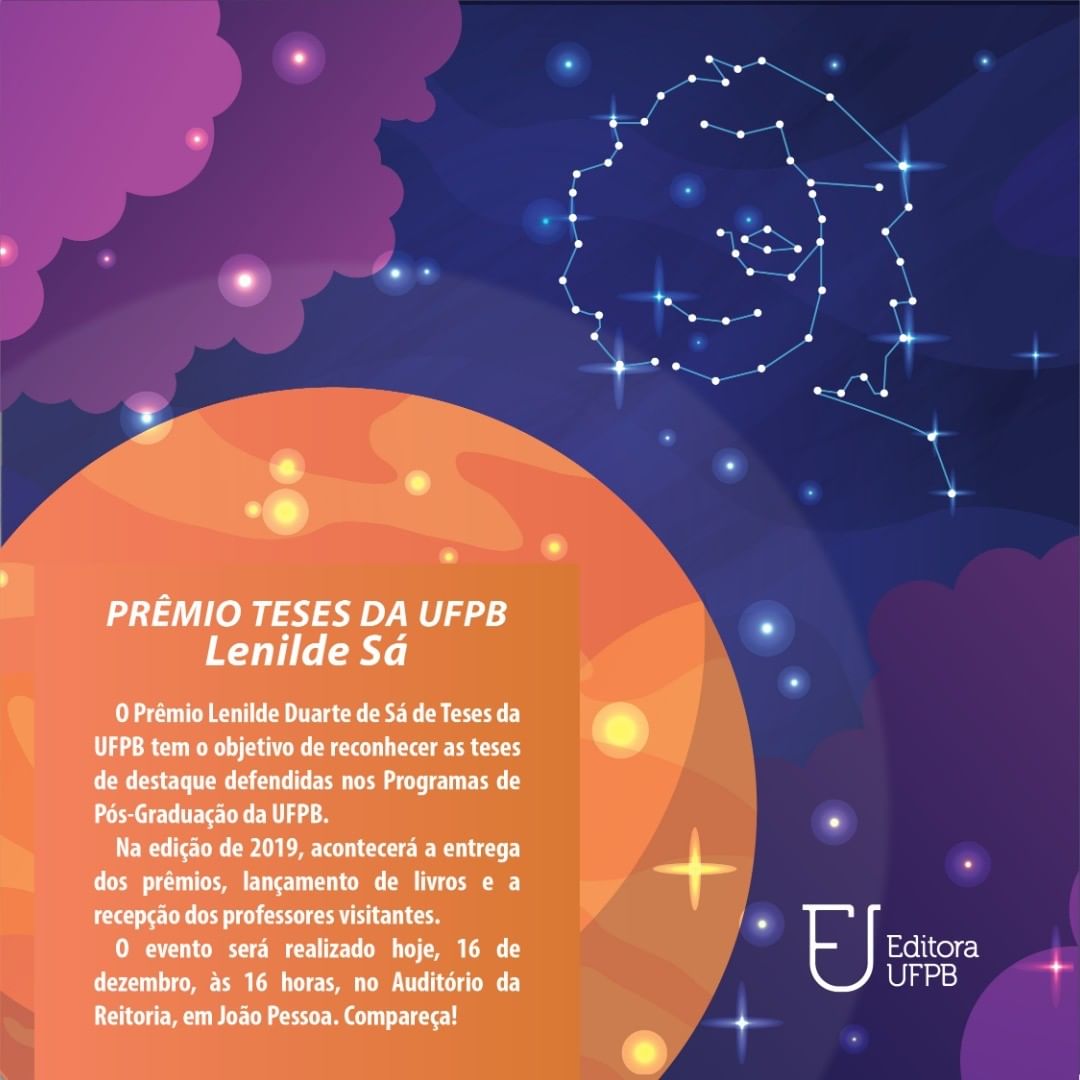 PRÊMIO TESES DA UFPB
Lenilde Sá
O Prêmio Lenilde Duarte de Sá de Teses da
UFPB tem o objetivo de reconhecer as teses
de destaque defendidas nos Programas de
Pós-Graduação da UFPB.
Na edição de 2019, acontecerá a entrega
dos prêmios, lançamento de livros e a
recepção dos professores visitantes.
O evento será realizado hoje, 16 de
dezembro, às 16 horas, no Auditório da
Reitoria, em João Pessoa. Compareça!
EU
Editora
UFPB